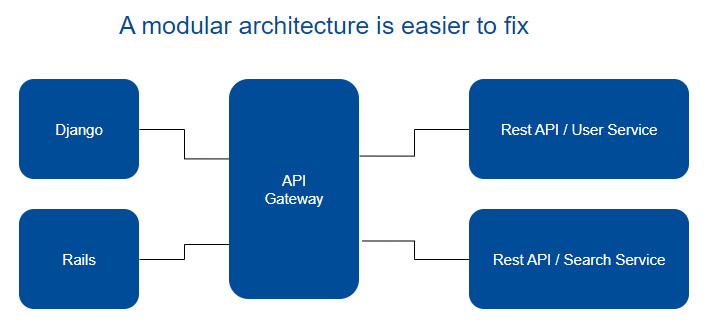 A modular architecture is easier to fix
Django
API
Gateway
Rest API / User Service
Rails
Rest API / Search Service